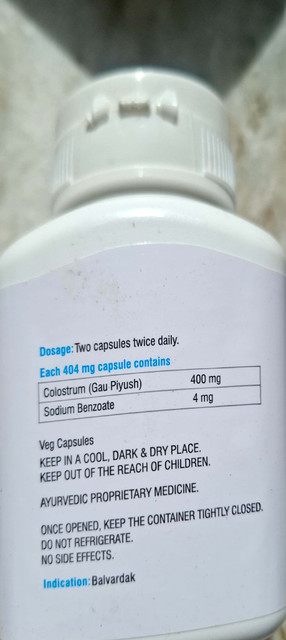 Dosage: Two capsules twice daily.
Each 404 mg capsule contains
Colostrum (Gau Piyush) 400 mg
Sodium Benzoate 4 mg
Veg Capsules
KEEP IN A COOL, DARK & DRY PLACE.
KEEP OUT OF THE REACH OF CHILDREN.
AYURVEDIC PROPRIETARY MEDICINE.
ONCE OPENED, KEEP THE CONTAINER TIGHTLY CLOSED.
DO NOT REFRIGERATE.
NO SIDE EFFECTS.
Indication: Balvardak